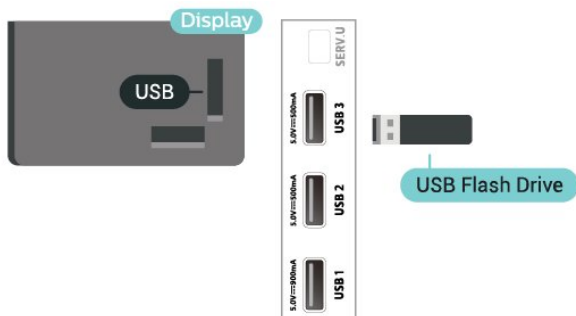 Display
USB
SERV.U
5.0V⎓500mA
USB 3
5.0V⎓500mA
USB 2
5.0V⎓900mA
USB 1
USB Flash Drive